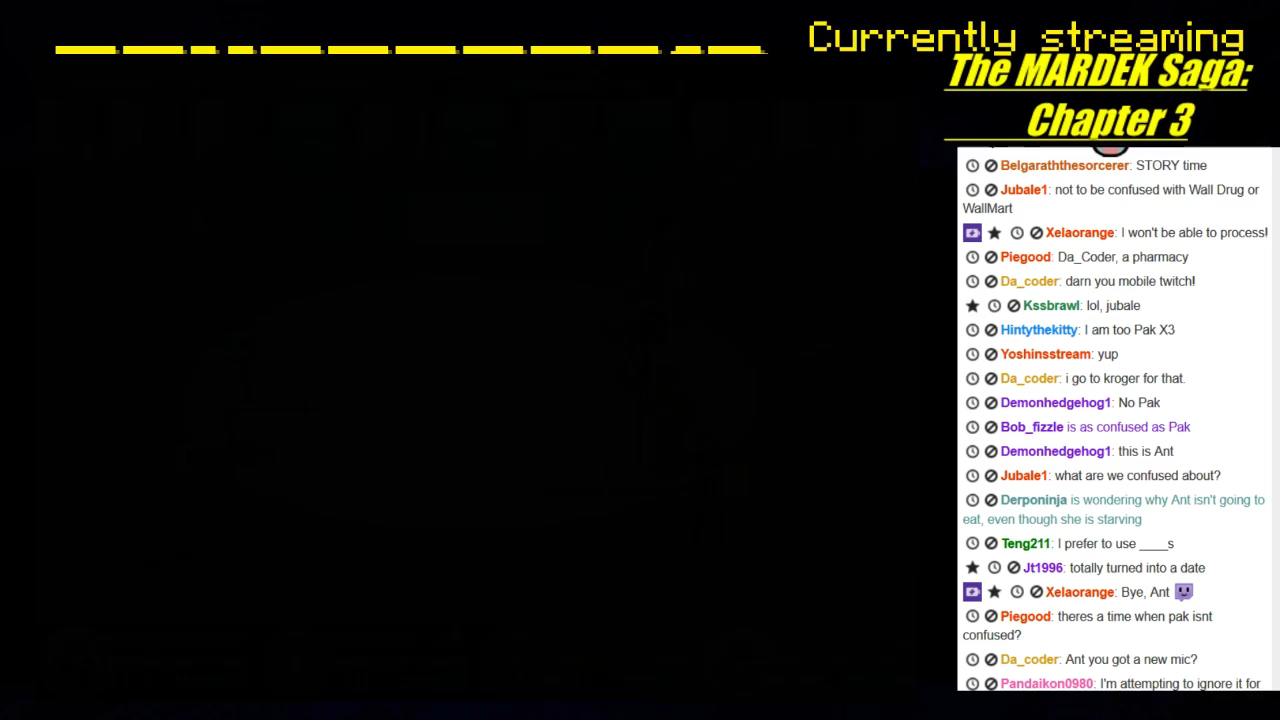 Currently streaming
The MARDEK Saga:
Chapter 3
Belgaraththesorcerer: STORY time
Jubale1: not to be confused with Wall Drug or
WallMart
Xelaorange: I won't be able to process!
Piegood: Da_Coder, a pharmacy
Da_coder: darn you mobile twitch!
Kssbrawl: lol, jubale
Hintythekitty: I am too Pak X3
Yoshinsstream: yup
Da_coder: i go to kroger for that.
Demonhedgehog1: No Pak
Bob_fizzle is as confused as Pak
Demonhedgehog1: this is Ant
Jubale1: what are we confused about?
Derponinja is wondering why Ant isn't going to
eat, even though she is starving
Teng211: I prefer to use ____s
Jt1996: totally turned into a date
Xelaorange: Bye, Ant
Piegood: theres a time when pak isnt
confused?
Da_coder: Ant you got a new mic?
Pandaikon0980: I'm attempting to ignore it for